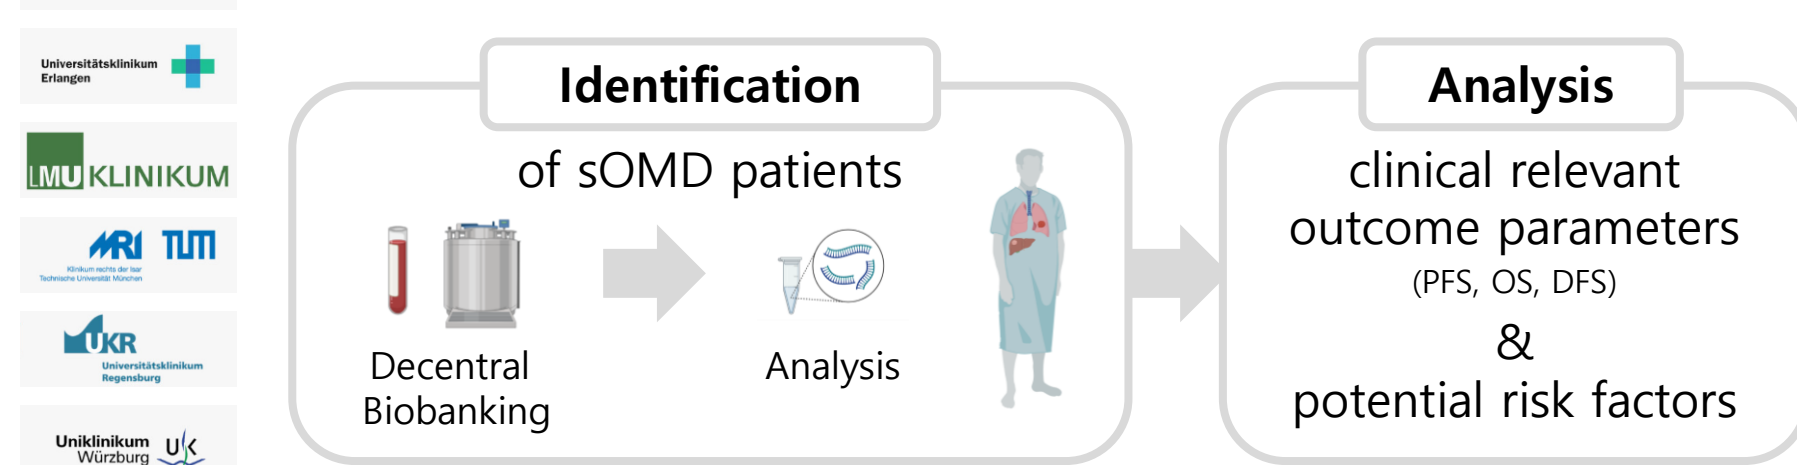 Universitätsklinikum
Erlangen
LMU KLINIKUM
MRI TUM
Klinikum rechts der Isar
Technische Universität München
UKR
Universitätsklinikum
Regensburg
Uniklinikum
Würzburg UK
Identification
of sOMD patients
Decentral
Biobanking
Analysis
Analysis
clinical relevant
outcome parameters
(PFS, OS, DFS)
&
potential risk factors